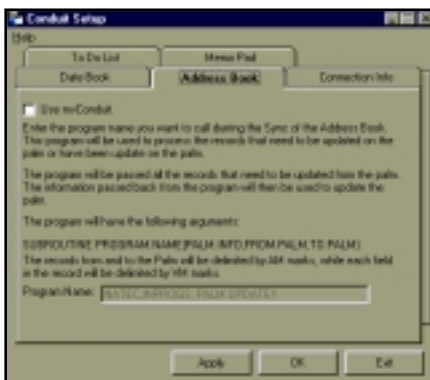 Conduit Setup
Help
To Do List
Memo Pad
Date Book
Address Book
Connection Info
Use mvConduit
Enter the program name you want to call during the Sync of the Address Book.
This program will be used to process the records that need to be updated on the
palm or have been update on the palm.
The program will be passed all the records that need to be updated from the palm.
The information passed back from the program will then be used to update the
palm.
The program will have the following arguments:
SUBROUTINE PROGRAM.NAME(PALM.INFO,FROM.PALM,TO.PALM)
The records from and to the Palm will be delimited by AM marks, while each field
in the record will be delimited by VM marks.
Program Name:
Apply
OK
Exit